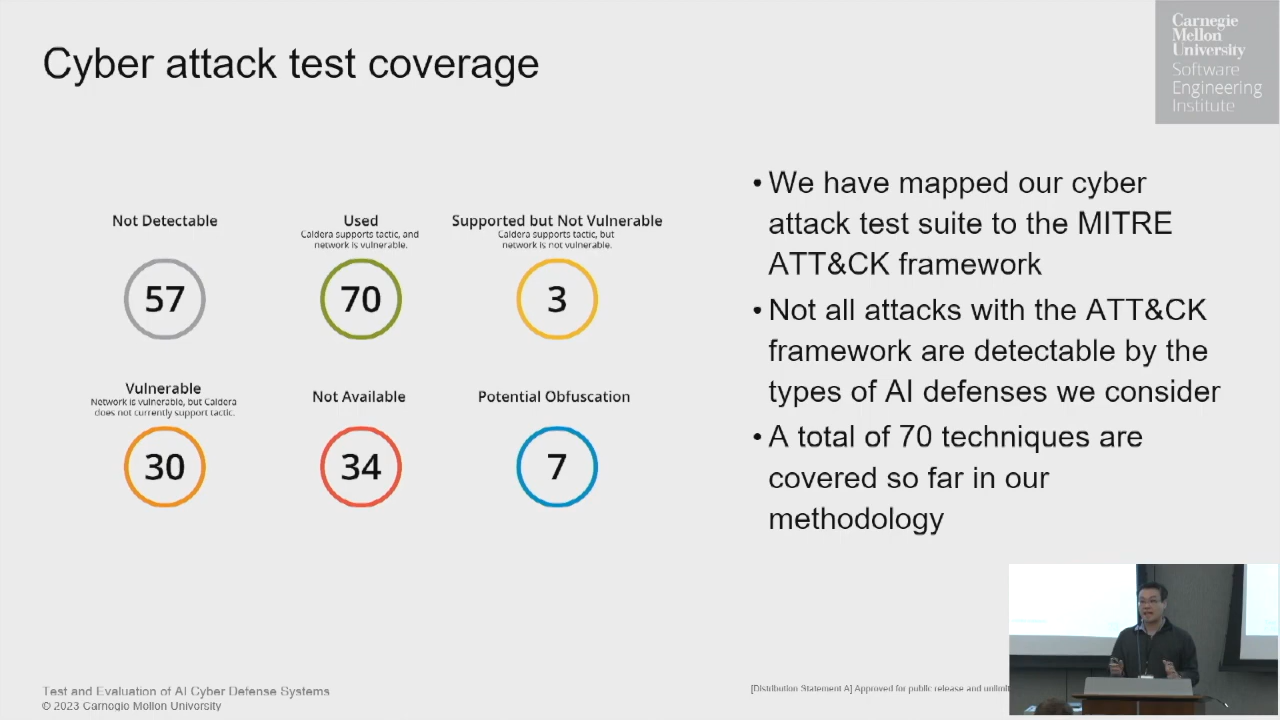 Cyber attack test coverage
Carnegie
Mellon
University
Software
Engineering
Institute
Not Detectable
57
Used
Caldera supports tactic, and
network is vulnerable.
70
Supported but Not Vulnerable
Caldera supports tactic, but
network is not vulnerable.
3
Vulnerable
Network is vulnerable, but Caldera
does not currently support tactic.
30
Not Available
34
Potential Obfuscation
7
• We have mapped our cyber
attack test suite to the MITRE
ATT&CK framework
• Not all attacks with the ATT&CK
framework are detectable by the
types of AI defenses we consider
• A total of 70 techniques are
covered so far in our
methodology
Test and Evaluation of AI Cyber Defense Systems
© 2023 Carnegie Mellon University
[Distribution Statement A] Approved for public release and unlimit